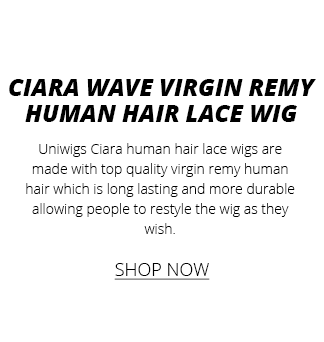 CIARA WAVE VIRGIN REMY
HUMAN HAIR LACE WIG
Uniwigs Ciara human hair lace wigs are
made with top quality virgin remy human
hair which is long lasting and more durable
allowing people to restyle the wig as they
wish.
SHOP NOW